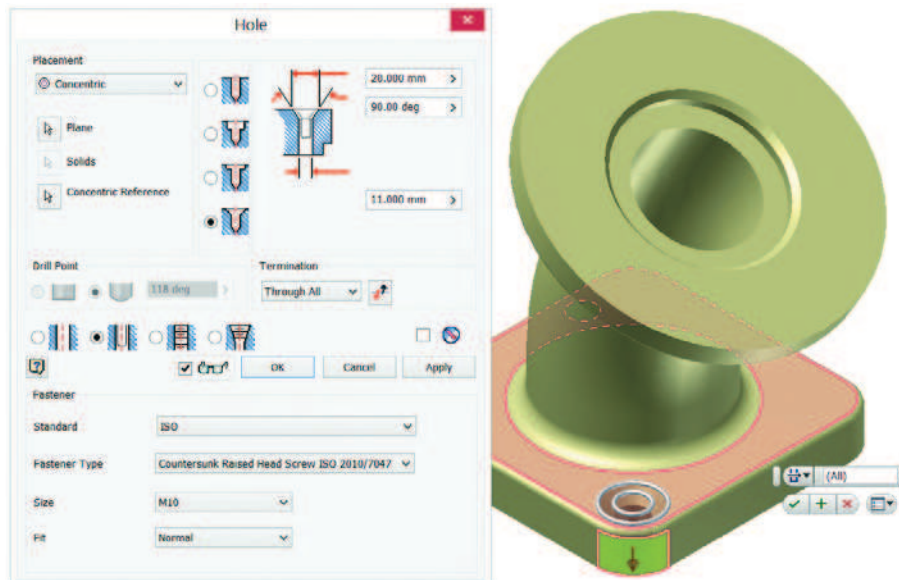 Hole
Placement
Concentric
20.000 mm
90.00 deg
Plane
Solids
Concentric Reference
11.000 mm
Drill Point
Termination
118 deg
Through All
OK
Cancel
Apply
Fastener
Standard
ISO
Fastener Type
Countersunk Raised Head Screw ISO 2010/7047
Size
M10
Fit
Normal
(All)